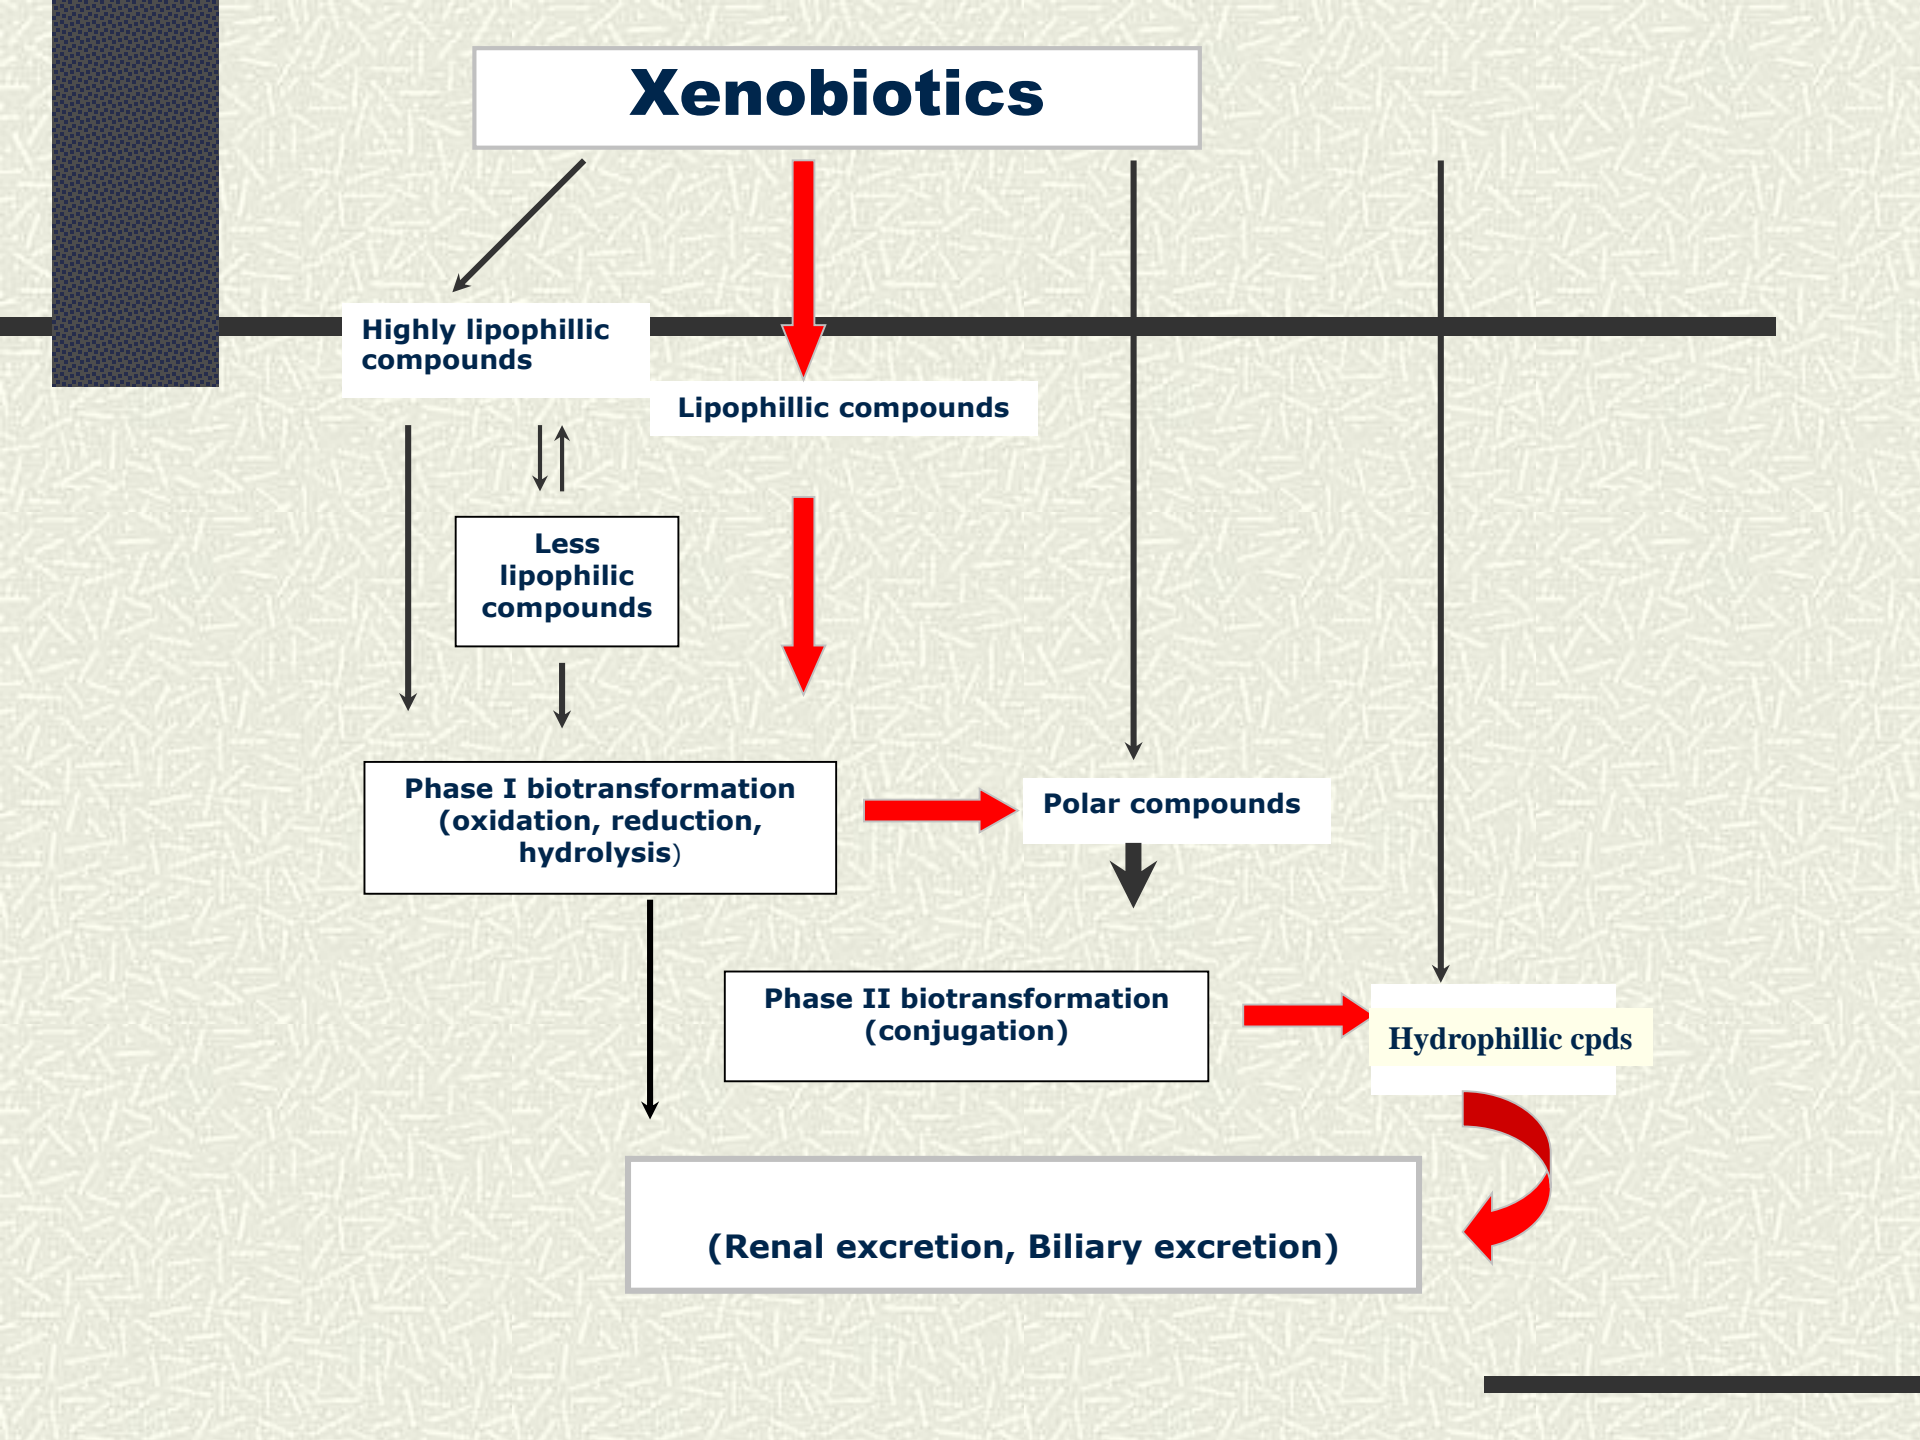 Xenobiotics
Highly lipophillic
compounds
Lipophillic compounds
Less
lipophilic
compounds
Phase I biotransformation
(oxidation, reduction,
hydrolysis)
Polar compounds
Phase II biotransformation
(conjugation)
Hydrophillic cpds
(Renal excretion, Biliary excretion)